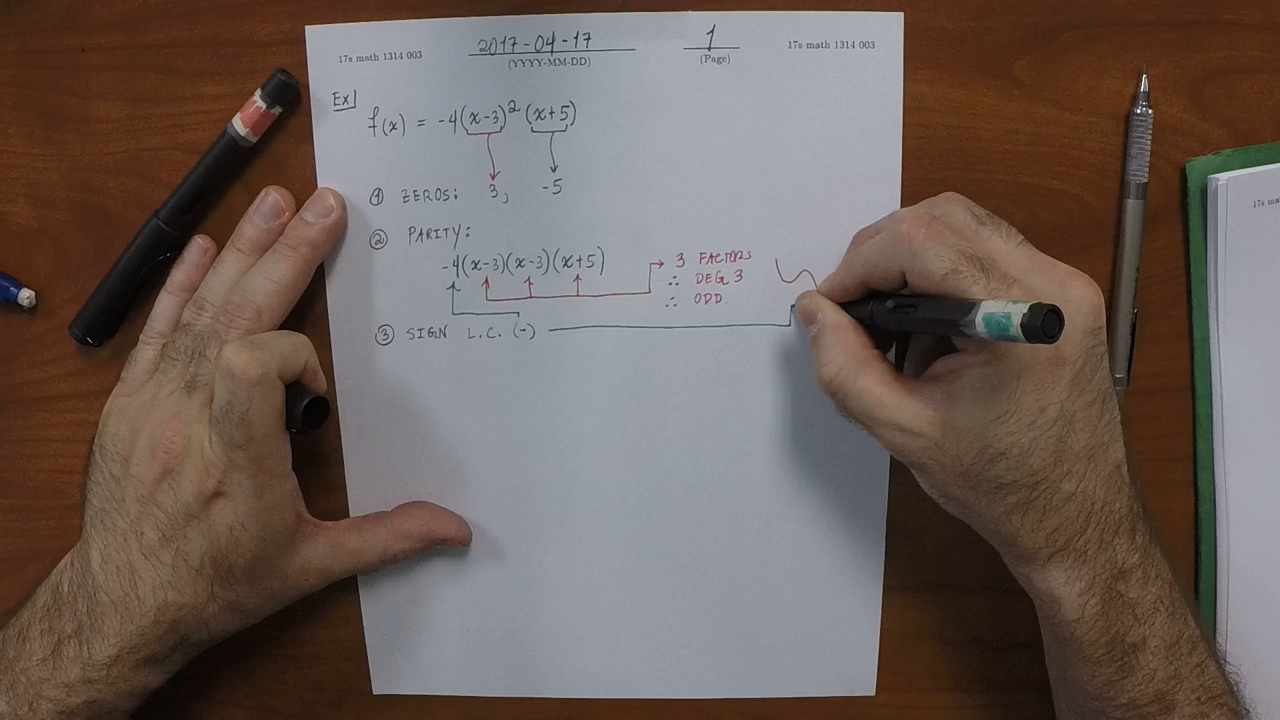 17s math 1314 003
2017-04-17
(YYYY-MM-DD)
1
(Page)
17s math 1314 003
Ex1
f(x) = -4(x-3)² (x+5)
① ZEROS: 3, -5
② PARITY:
-4(x-3)(x-3)(x+5)
3 FACTORS
∴ DEG 3
∴ ODD.
③ SIGN L.C. (-)
17s ma